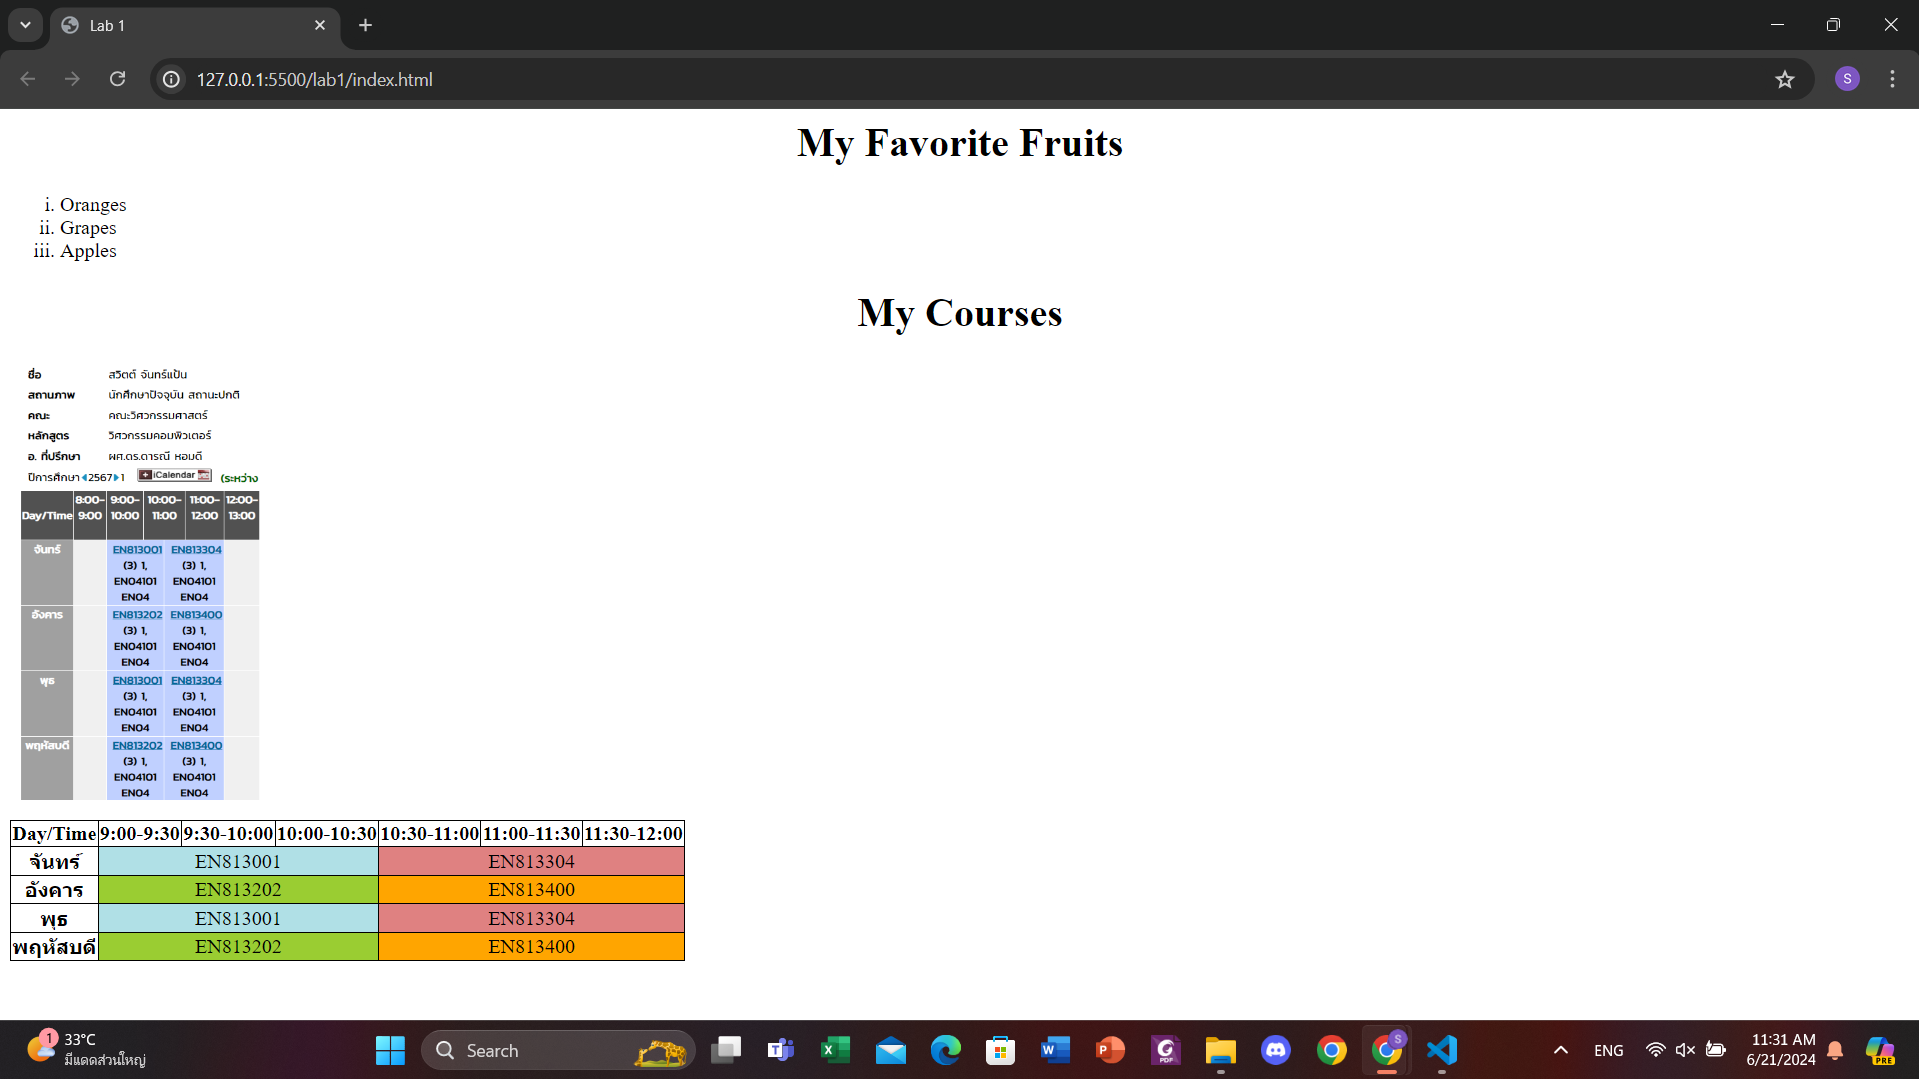 Lab 1
127.0.0.1:5500/lab1/index.html
S
My Favorite Fruits
i. Oranges
ii. Grapes
iii. Apples
My Courses
ชื่อ สวิตต์ จันทร์แป้น
สถานภาพ นักศึกษาปัจจุบัน สถานะปกติ
คณะ คณะวิศวกรรมศาสตร์
หลักสูตร วิศวกรรมคอมพิวเตอร์
อ. ที่ปรึกษา ผศ.ดร.ดารณี หอมดี
ปีการศึกษา 2567 1 iCalendar (ระหว่าง
Day/Time 8:00-9:00 9:00-10:00 10:00-11:00 11:00-12:00 12:00-13:00
จันทร์ EN813001 EN813304
(3) 1, (3) 1,
EN04101 EN04101
EN04 EN04
อังคาร EN813202 EN813400
(3) 1, (3) 1,
EN04101 EN04101
EN04 EN04
พุธ EN813001 EN813304
(3) 1, (3) 1,
EN04101 EN04101
EN04 EN04
พฤหัสบดี EN813202 EN813400
(3) 1, (3) 1,
EN04101 EN04101
EN04 EN04
Day/Time 9:00-9:30 9:30-10:00 10:00-10:30 10:30-11:00 11:00-11:30 11:30-12:00
จันทร์ EN813001 EN813304
อังคาร EN813202 EN813400
พุธ EN813001 EN813304
พฤหัสบดี EN813202 EN813400
1 33°C
มีแดดส่วนใหญ่
Search
ENG
11:31 AM
6/21/2024
PRE